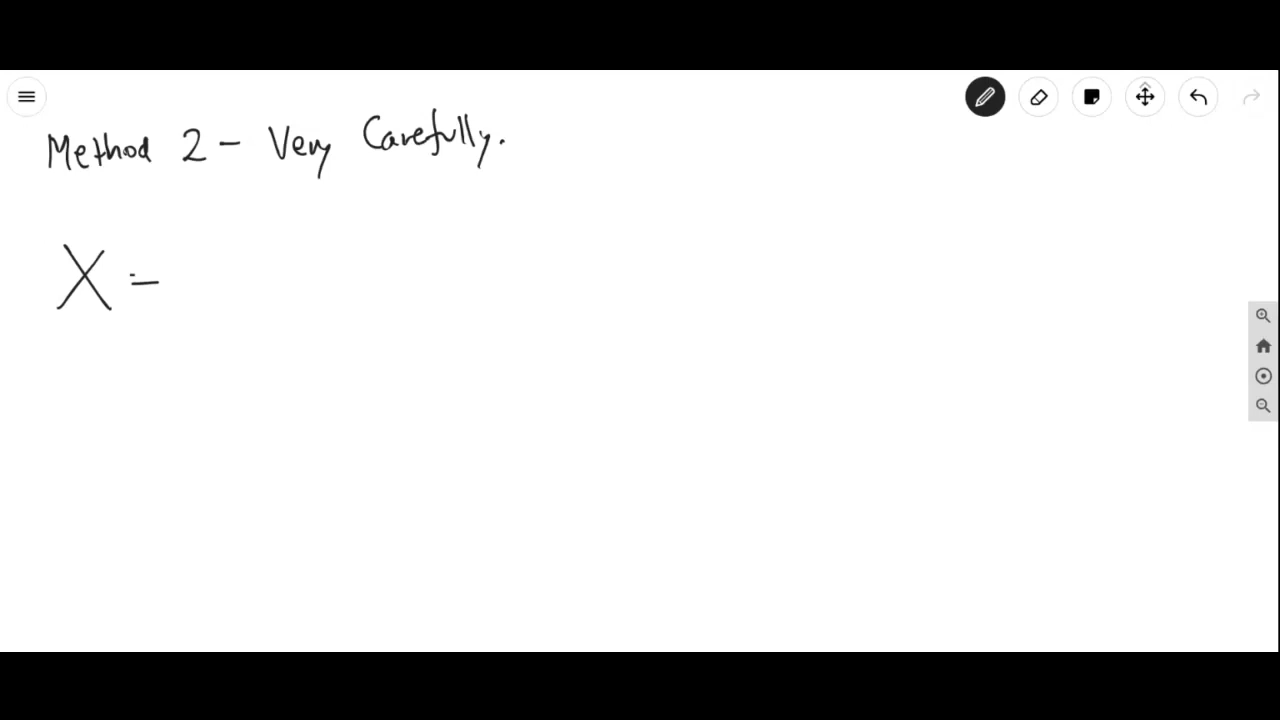 Method 2 - Very Carefully.
X =